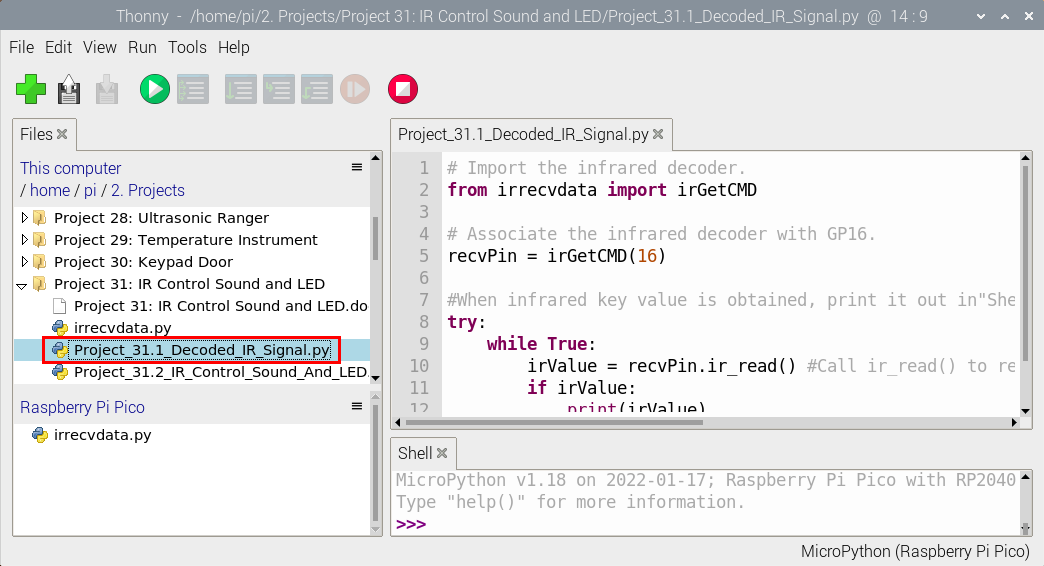 Thonny - /home/pi/2. Projects/Project 31: IR Control Sound and LED/Project_31.1_Decoded_IR_Signal.py @ 14 : 9
File Edit View Run Tools Help
Files
This computer
/ home / pi / 2. Projects
Project 28: Ultrasonic Ranger
Project 29: Temperature Instrument
Project 30: Keypad Door
Project 31: IR Control Sound and LED
Project 31: IR Control Sound and LED.do
irrecvdata.py
Project_31.1_Decoded_IR_Signal.py
Project_31.2_IR_Control_Sound_And_LED.
Raspberry Pi Pico
irrecvdata.py
Project_31.1_Decoded_IR_Signal.py
1 # Import the infrared decoder.
2 from irrecvdata import irGetCMD
3
4 # Associate the infrared decoder with GP16.
5 recvPin = irGetCMD(16)
6
7 #When infrared key value is obtained, print it out in"She
8 try:
9 while True:
10 irValue = recvPin.ir_read() #Call ir_read() to re
11 if irValue:
12 print(irValue)
Shell
MicroPython v1.18 on 2022-01-17; Raspberry Pi Pico with RP2040
Type "help()" for more information.
>>>
MicroPython (Raspberry Pi Pico)